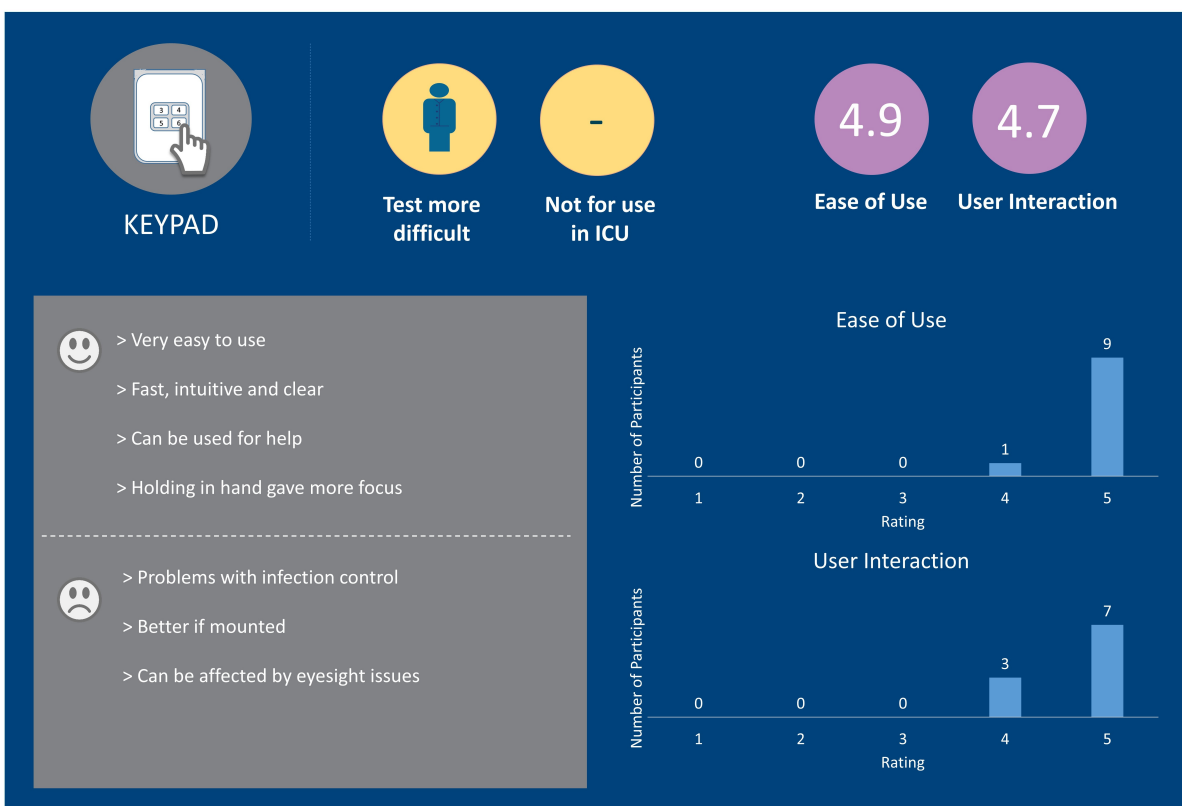 3 4
5 6
KEYPAD
Test more
difficult
-
Not for use
in ICU
4.9
Ease of Use
4.7
User Interaction
> Very easy to use
> Fast, intuitive and clear
> Can be used for help
> Holding in hand gave more focus
> Problems with infection control
> Better if mounted
> Can be affected by eyesight issues
Ease of Use
Number of Participants
0 0 0 1 9
1 2 3 4 5
Rating
User Interaction
Number of Participants
0 0 0 3 7
1 2 3 4 5
Rating